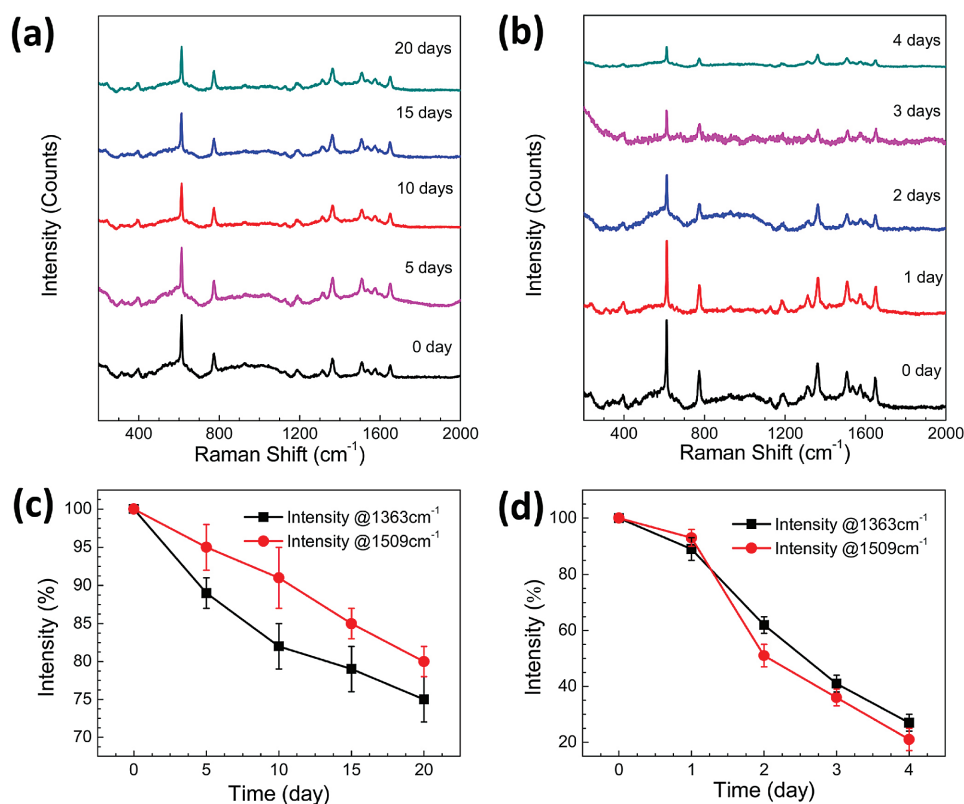 (a)
20 days
15 days
10 days
5 days
0 day
Intensity (Counts)
400 800 1200 1600 2000
Raman Shift (cm-1)
(b)
4 days
3 days
2 days
1 day
0 day
Intensity (Counts)
400 800 1200 1600 2000
Raman Shift (cm-1)
(c)
Intensity @1363cm-1
Intensity @1509cm-1
100
95
90
85
80
75
70
Intensity (%)
0 5 10 15 20
Time (day)
(d)
Intensity @1363cm-1
Intensity @1509cm-1
100
80
60
40
20
Intensity (%)
0 1 2 3 4
Time (day)